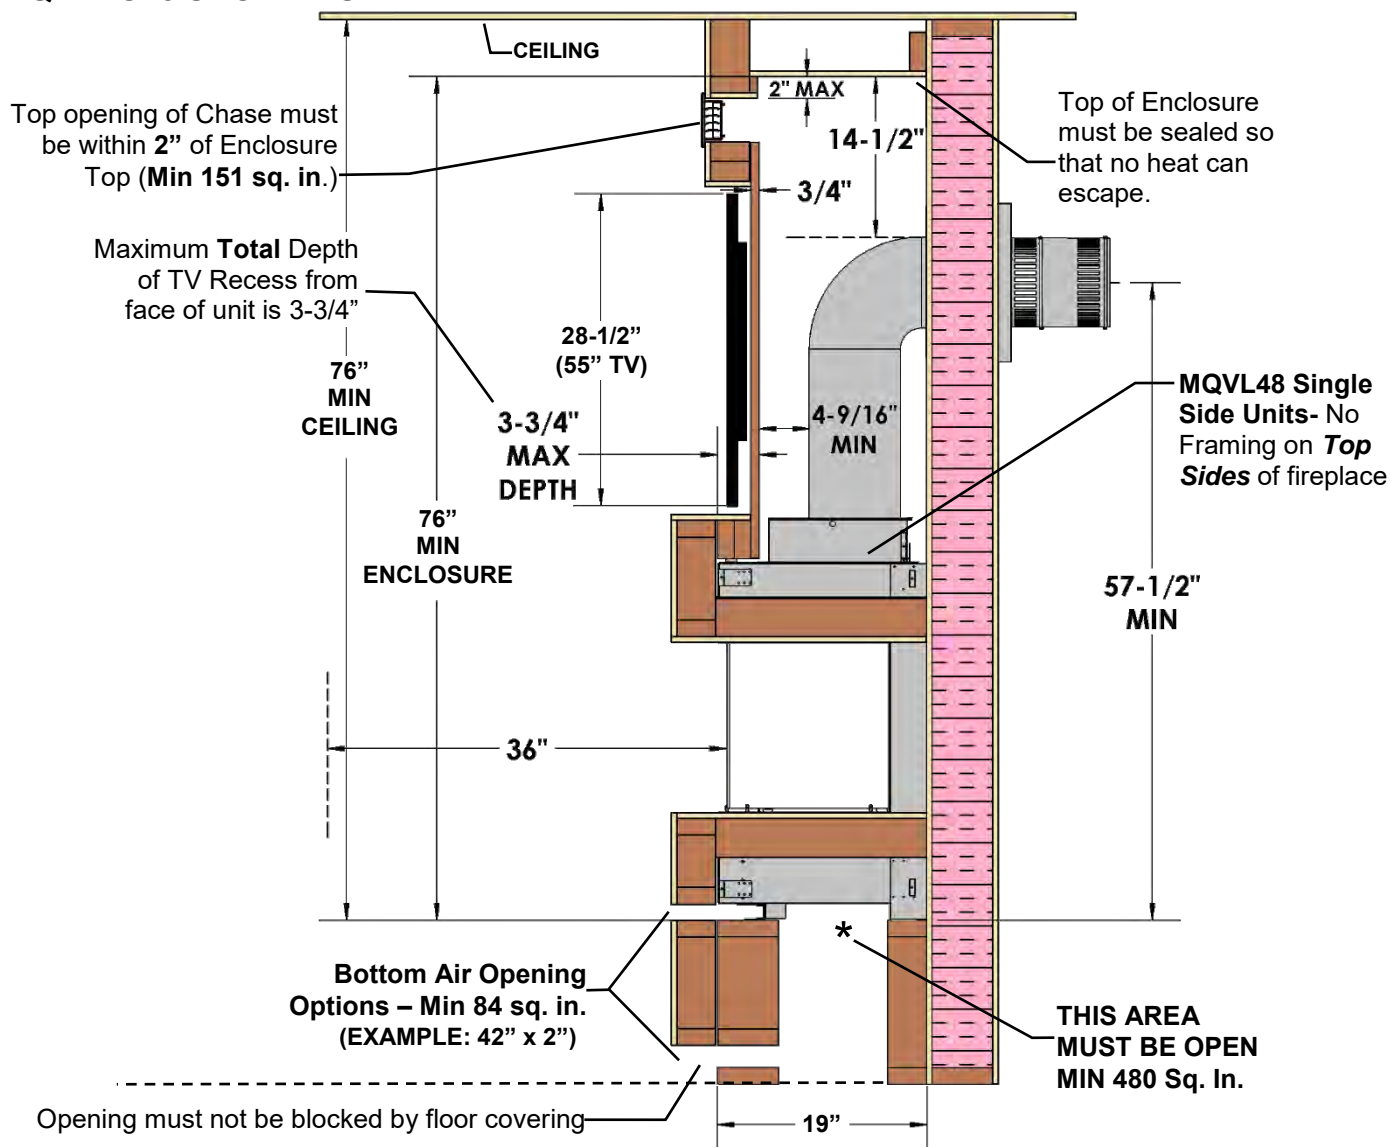 CEILING
2" MAX
Top opening of Chase must
be within 2” of Enclosure
Top (Min 151 sq. in.)
14-1/2"
Top of Enclosure
must be sealed so
that no heat can
escape.
3/4"
Maximum Total Depth
of TV Recess from
face of unit is 3-3/4”
28-1/2”
(55” TV)
76”
MIN
CEILING
3-3/4"
MAX
DEPTH
4-9/16"
MIN
MQVL48 Single
Side Units- No
Framing on Top
Sides of fireplace
76”
MIN
ENCLOSURE
57-1/2"
MIN
36"
*
Bottom Air Opening
Options – Min 84 sq. in.
(EXAMPLE: 42” x 2”)
THIS AREA
MUST BE OPEN
MIN 480 Sq. In.
Opening must not be blocked by floor covering
19”